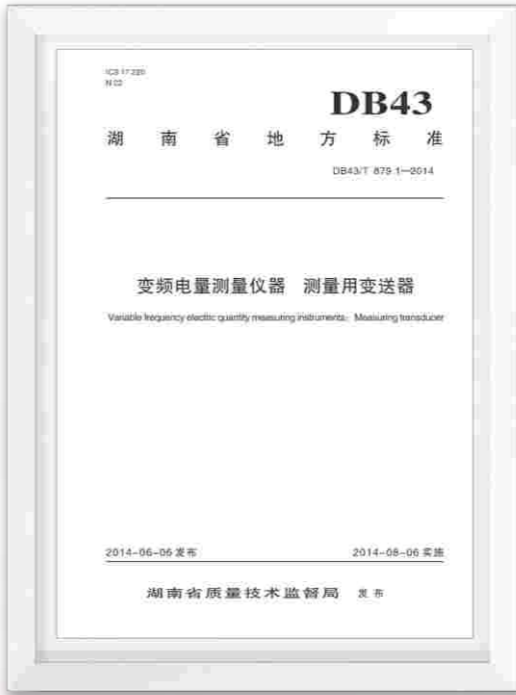 ICS 17.220
N 22
DB43
湖南省地方标准
DB43/T 879.1—2014
变频电量测量仪器 测量用变送器
Variable frequency electric quantity measuring instruments: Measuring transducer
2014-06-06 发布
2014-08-06 实施
湖南省质量技术监督局 发布